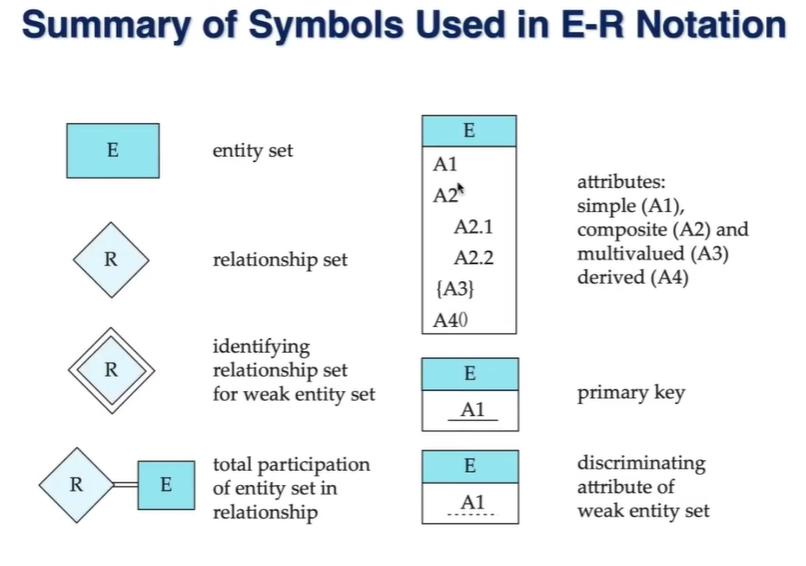 Summary of Symbols Used in E-R Notation
E
entity set
R
relationship set
R
identifying
relationship set
for weak entity set
R
E
total participation
of entity set in
relationship
E
A1
A2
A2.1
A2.2
{A3}
A4()
attributes:
simple (A1),
composite (A2) and
multivalued (A3)
derived (A4)
E
A1
primary key
E
A1
discriminating
attribute of
weak entity set